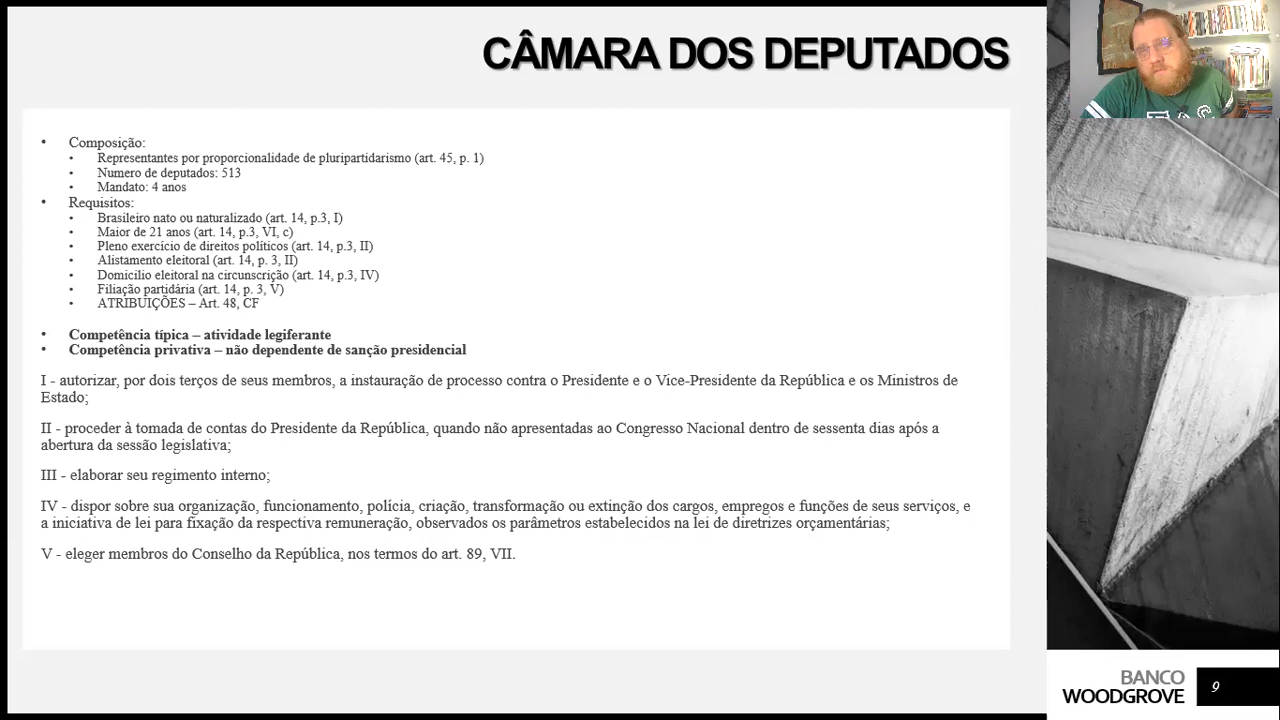 CÂMARA DOS DEPUTADOS
• Composição:
• Representantes por proporcionalidade de pluripartidarismo (art. 45, p. 1)
• Numero de deputados: 513
• Mandato: 4 anos
• Requisitos:
• Brasileiro nato ou naturalizado (art. 14, p.3, I)
• Maior de 21 anos (art. 14, p.3, VI, c)
• Pleno exercício de direitos políticos (art. 14, p.3, II)
• Alistamento eleitoral (art. 14, p. 3, II)
• Domicilio eleitoral na circunscrição (art. 14, p.3, IV)
• Filiação partidária (art. 14, p. 3, V)
• ATRIBUIÇÕES – Art. 48, CF
• Competência típica – atividade legiferante
• Competência privativa – não dependente de sanção presidencial
I - autorizar, por dois terços de seus membros, a instauração de processo contra o Presidente e o Vice-Presidente da República e os Ministros de
Estado;
II - proceder à tomada de contas do Presidente da República, quando não apresentadas ao Congresso Nacional dentro de sessenta dias após a
abertura da sessão legislativa;
III - elaborar seu regimento interno;
IV - dispor sobre sua organização, funcionamento, polícia, criação, transformação ou extinção dos cargos, empregos e funções de seus serviços, e
a iniciativa de lei para fixação da respectiva remuneração, observados os parâmetros estabelecidos na lei de diretrizes orçamentárias;
V - eleger membros do Conselho da República, nos termos do art. 89, VII.
BANCO
WOODGROVE
9